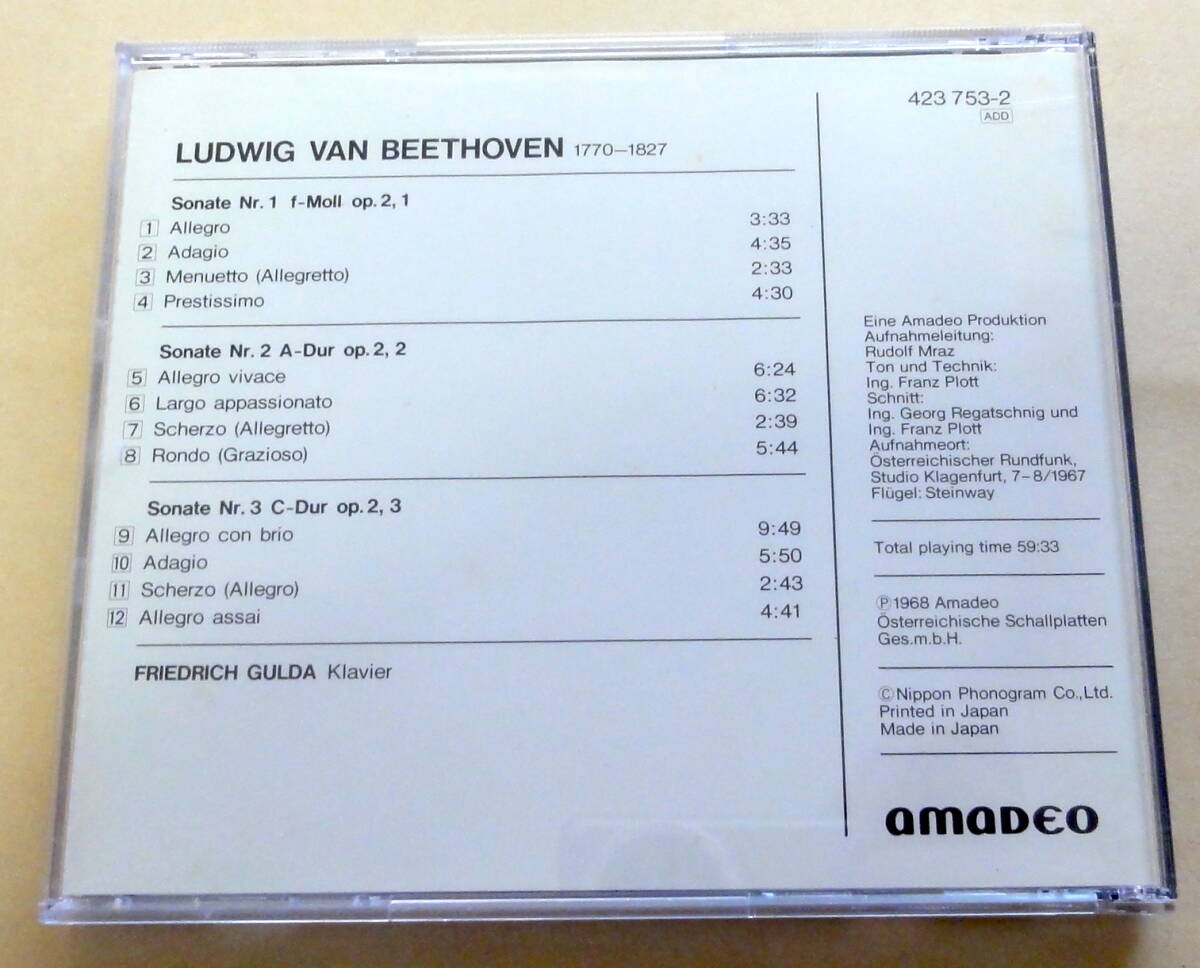 LUDWIG VAN BEETHOVEN 1770–1827
Sonate Nr. 1 f-Moll op. 2, 1
1 Allegro 3:33
2 Adagio 4:35
3 Menuetto (Allegretto) 2:33
4 Prestissimo 4:30
Sonate Nr. 2 A-Dur op. 2, 2
5 Allegro vivace 6:24
6 Largo appassionato 6:32
7 Scherzo (Allegretto) 2:39
8 Rondo (Grazioso) 5:44
Sonate Nr. 3 C-Dur op. 2, 3
9 Allegro con brio 9:49
10 Adagio 5:50
11 Scherzo (Allegro) 2:43
12 Allegro assai 4:41
FRIEDRICH GULDA Klavier
423 753-2
ADD
Eine Amadeo Produktion
Aufnahmeleitung:
Rudolf Mraz
Ton und Technik:
Ing. Franz Plott
Schnitt:
Ing. Georg Regatschnig und
Ing. Franz Plott
Aufnahmeort:
Österreichischer Rundfunk,
Studio Klagenfurt, 7–8/1967
Flügel: Steinway
Total playing time 59:33
℗1968 Amadeo
Österreichische Schallplatten
Ges.m.b.H.
©Nippon Phonogram Co.,Ltd.
Printed in Japan
Made in Japan
amadeo